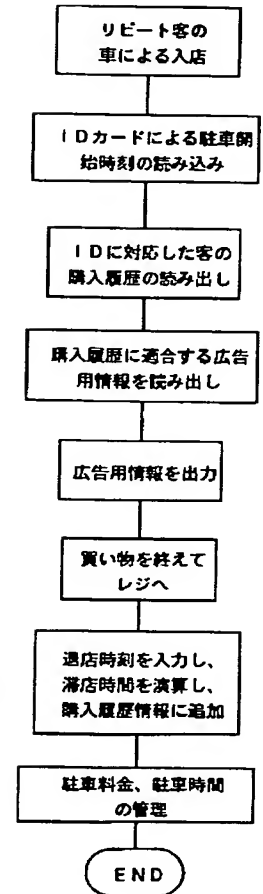 リピート客の
車による入店
IDカードによる駐車開
始時刻の読み込み
IDに対応した客の
購入履歴の読み出し
購入履歴に適合する広告
用情報を読み出し
広告用情報を出力
買い物を終えて
レジへ
退店時刻を入力し、
滞店時間を演算し、
購入履歴情報に追加
駐車料金、駐車時間
の管理
END